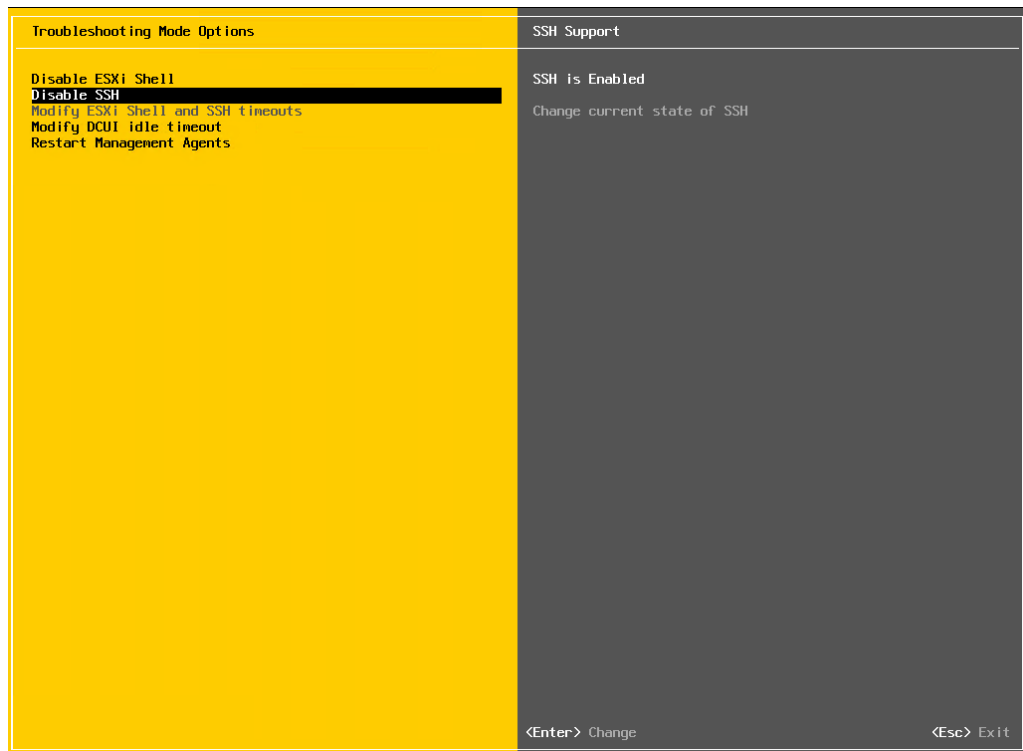 Troubleshooting Mode Options
Disable ESXi Shell
Disable SSH
Modify ESXi Shell and SSH timeouts
Modify DCUI idle timeout
Restart Management Agents
SSH Support
SSH is Enabled
Change current state of SSH
<Enter> Change
<Esc> Exit